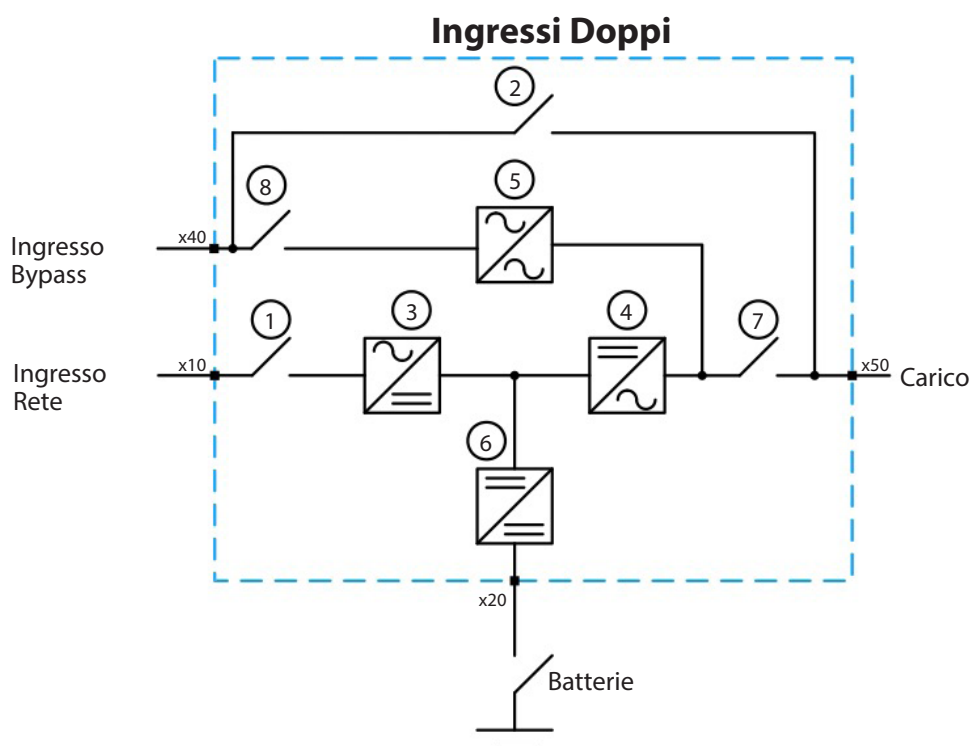 Ingressi Doppi
2
8
5
x40
Ingresso
Bypass
1
3
4
7
x10
Ingresso
Rete
x50
Carico
6
x20
Batterie